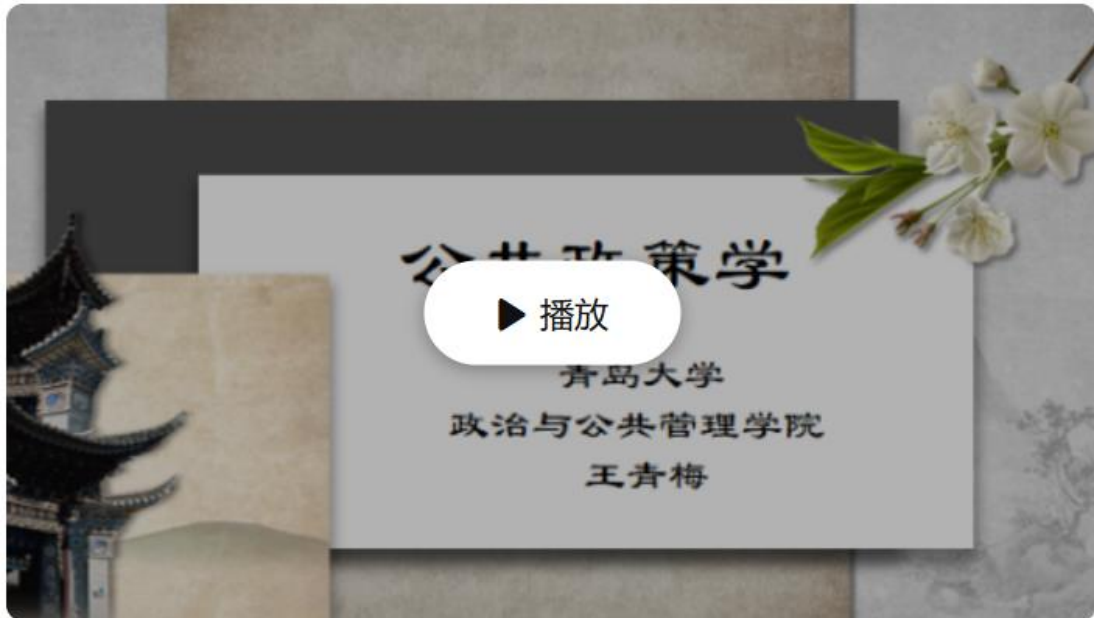 公共政策学
播放
青岛大学
政治与公共管理学院
王青梅